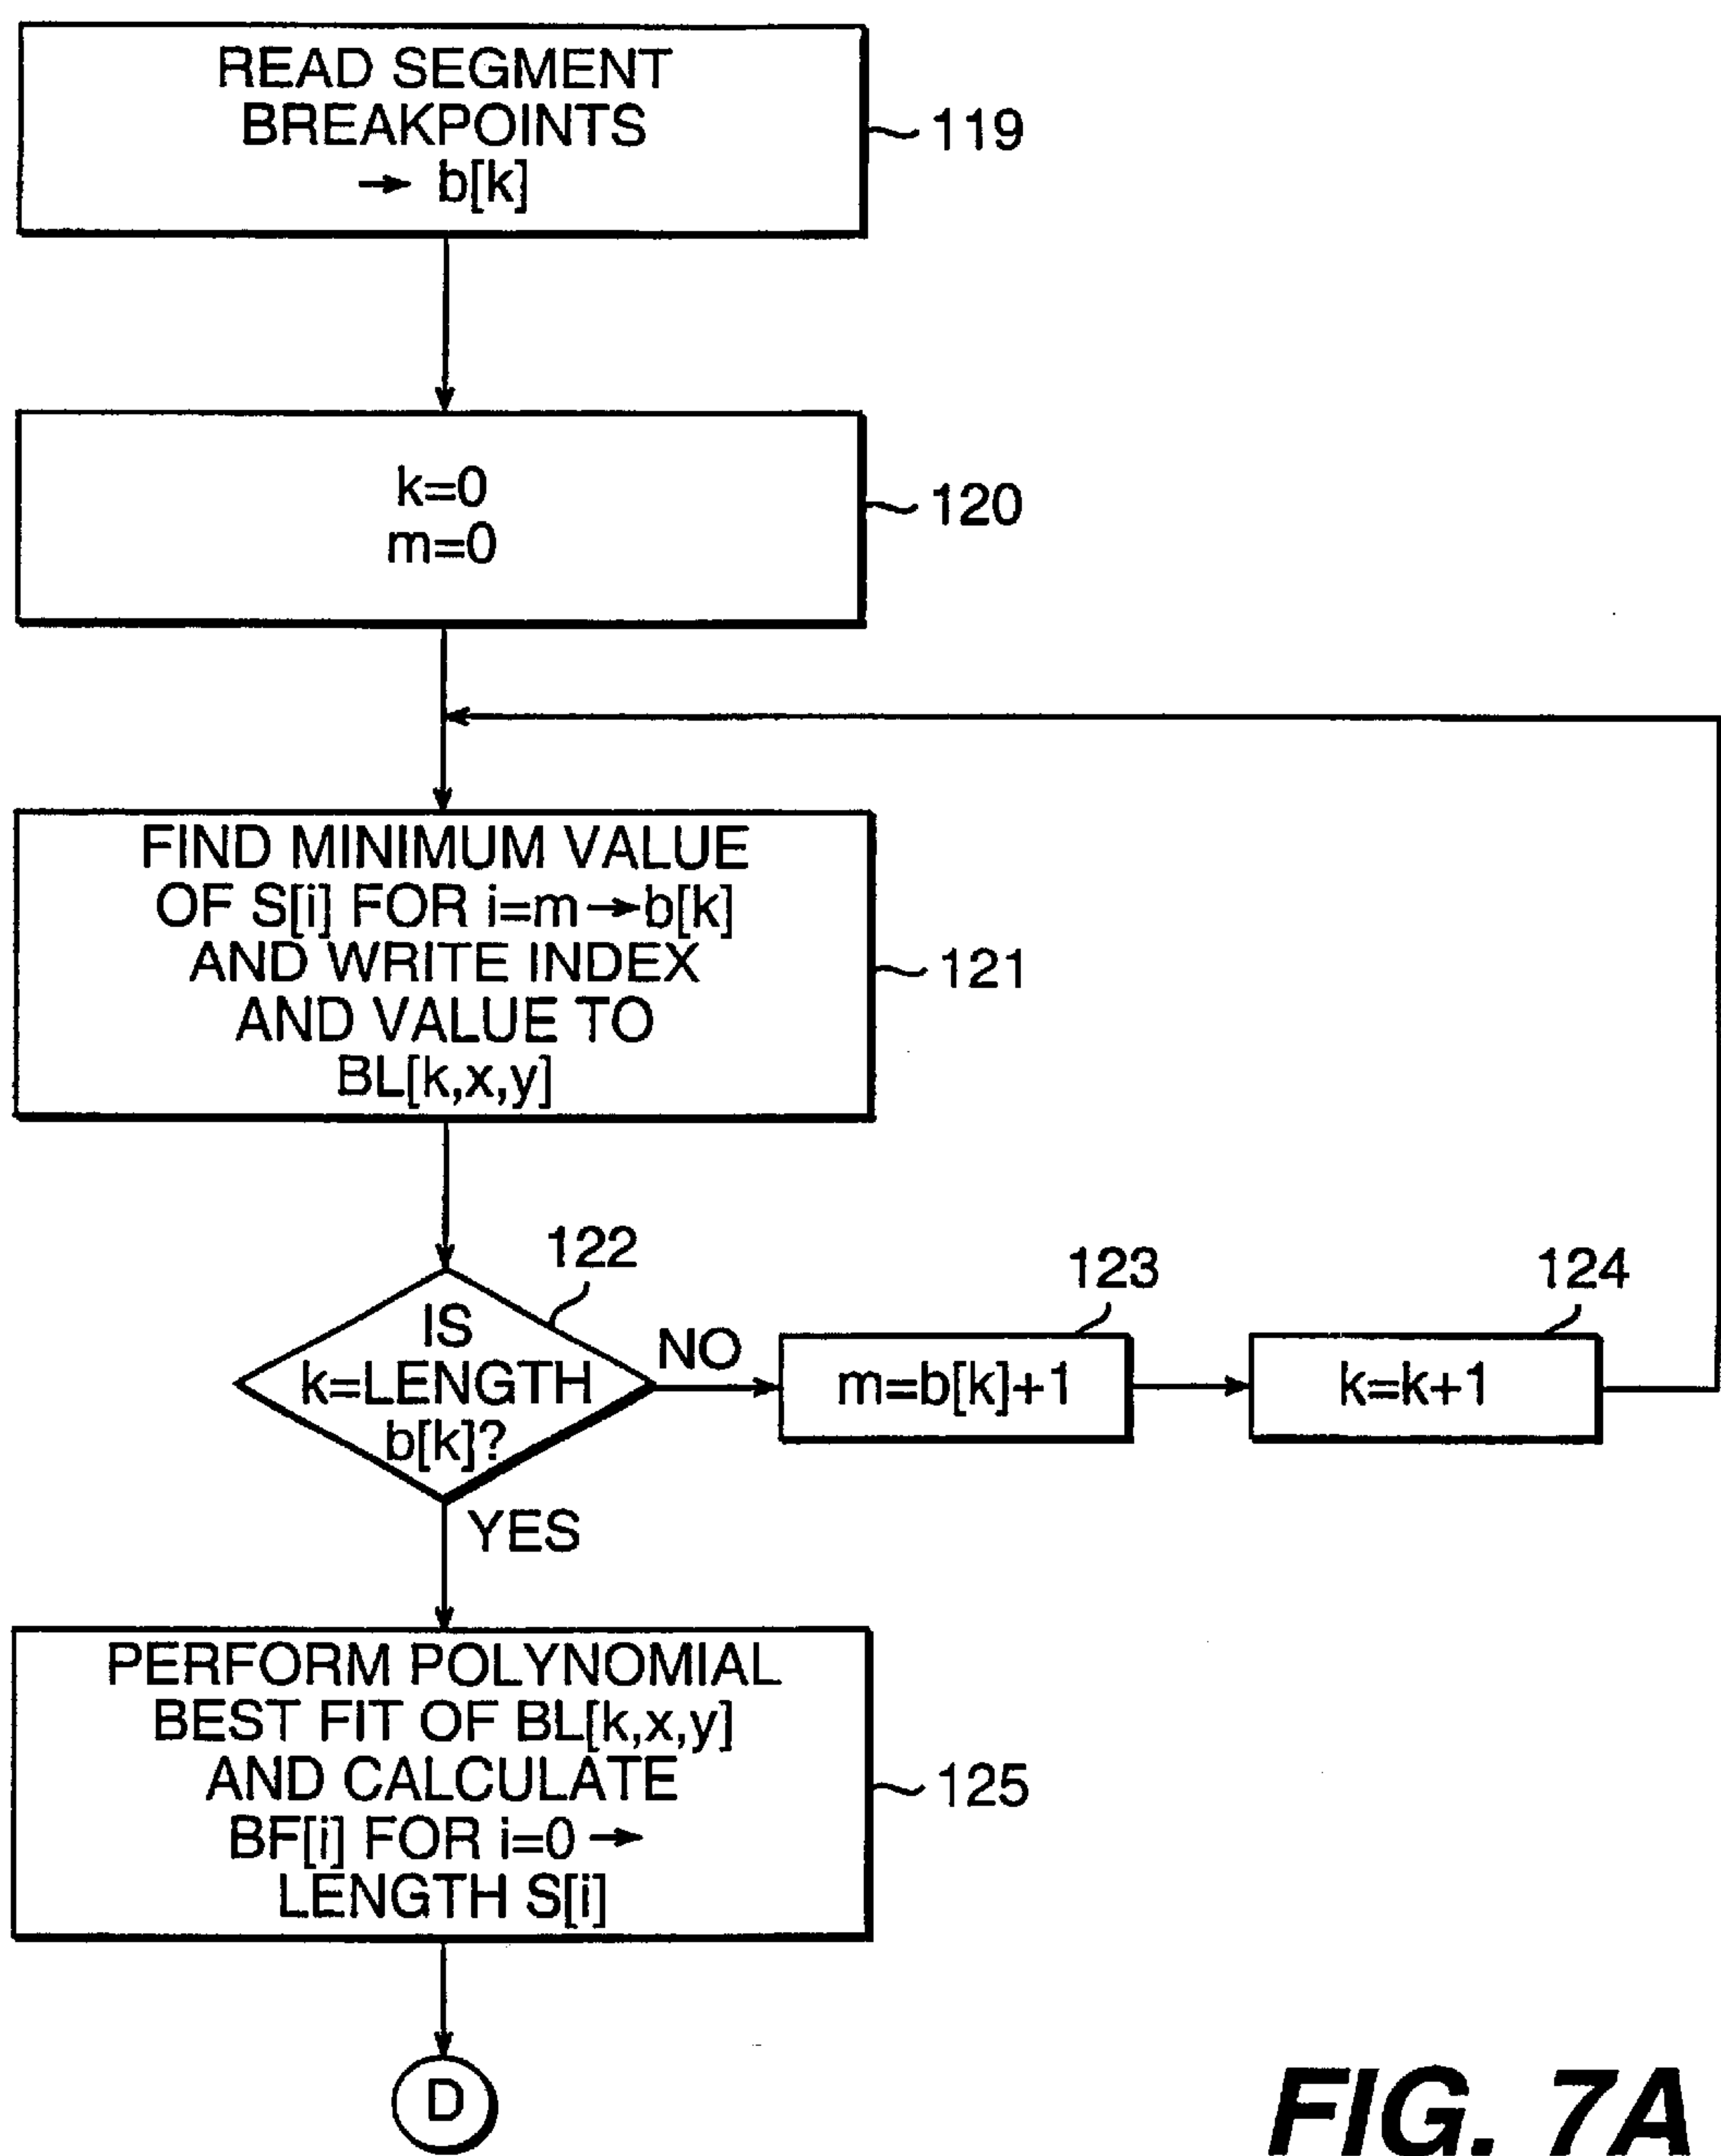 READ SEGMENT
BREAKPOINTS
→ b[k]
119
k=0
m=0
120
FIND MINIMUM VALUE
OF S[i] FOR i=m→b[k]
AND WRITE INDEX
AND VALUE TO
BL[k,x,y]
121
122
IS
k=LENGTH
b[k]?
NO
123
m=b[k]+1
124
k=k+1
YES
PERFORM POLYNOMIAL
BEST FIT OF BL[k,x,y]
AND CALCULATE
BF[i] FOR i=0 →
LENGTH S[i]
125
D
FIG. 7A